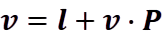 v = l + v · P